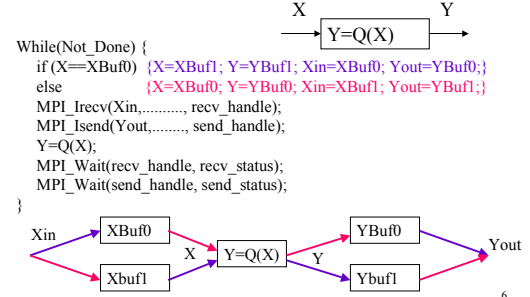 X Y
Y=Q(X)
While(Not_Done) {
if (X==XBuf0) {X=XBuf1; Y=YBuf1; Xin=XBuf0; Yout=YBuf0;}
else {X=XBuf0; Y=YBuf0; Xin=XBuf1; Yout=YBuf1;}
MPI_Irecv(Xin,.........., recv_handle);
MPI_Isend(Yout,........, send_handle);
Y=Q(X);
MPI_Wait(recv_handle, recv_status);
MPI_Wait(send_handle, send_status);
}
Xin XBuf0 YBuf0 Yout
X Y=Q(X) Y
Xbuf1 Ybuf1
6